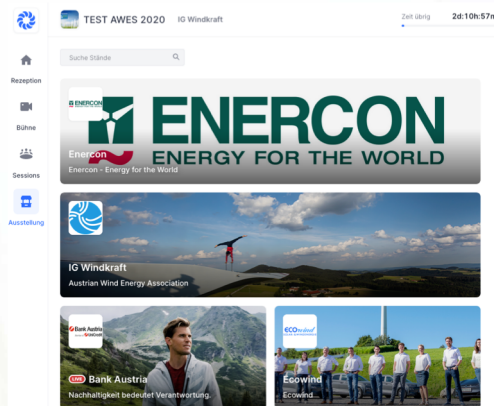 TEST AWES 2020
IG Windkraft
Zeit übrig
2d:10h:57m
Suche Stände
Rezeption
Bühne
Sessions
Ausstellung
ENERCON
ENERCON
ENERGY FOR THE WORLD
Enercon
Enercon - Energy for the World
IG Windkraft
Austrian Wind Energy Association
Bank Austria
LIVE Bank Austria
Nachhaltigkeit bedeutet Verantwortung.
ECOwind
Ecowind
Ecowind